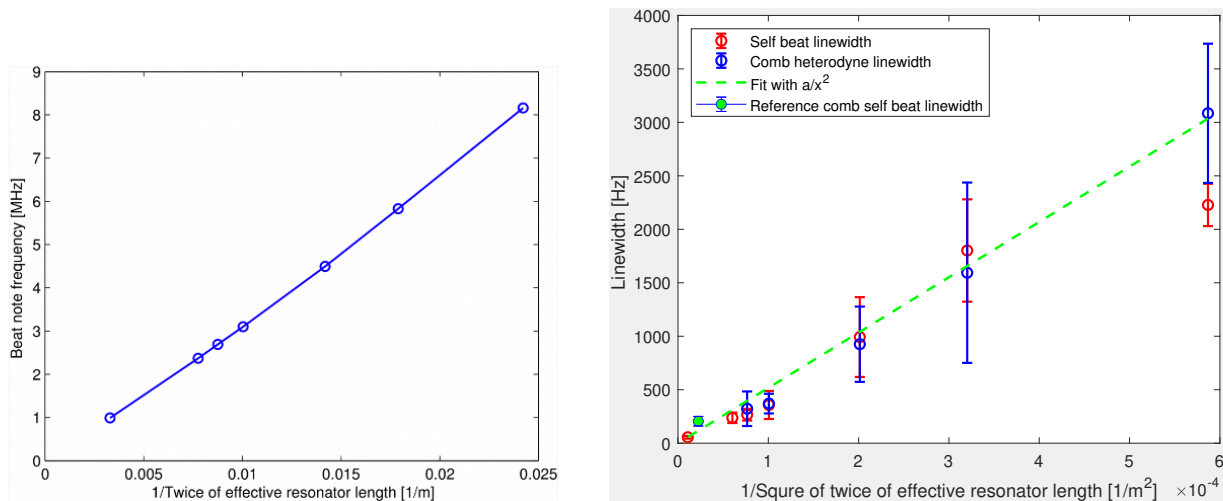 9
8
7
6
5
4
3
2
1
0
Beat note frequency [MHz]
0.005
0.01
0.015
0.02
0.025
1/Twice of effective resonator length [1/m]
4000
3500
3000
2500
2000
1500
1000
500
0
Linewidth [Hz]
Self beat linewidth
Comb heterodyne linewidth
Fit with a/x²
Reference comb self beat linewidth
0 1 2 3 4 5 6
1/Squre of twice of effective resonator length [1/m²] ×10⁻⁴